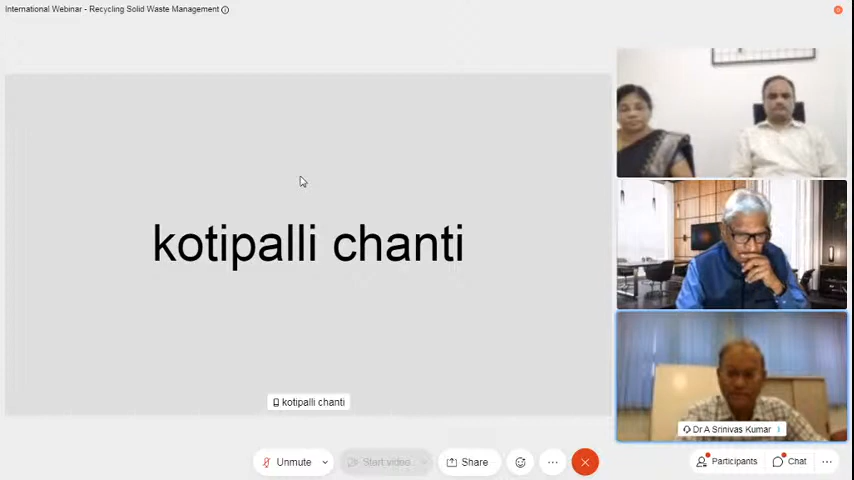 International Webinar - Recycling Solid Waste Management
kotipalli chanti
kotipalli chanti
Dr A Srinivas Kumar
Unmute
Start video
Share
Participants
Chat